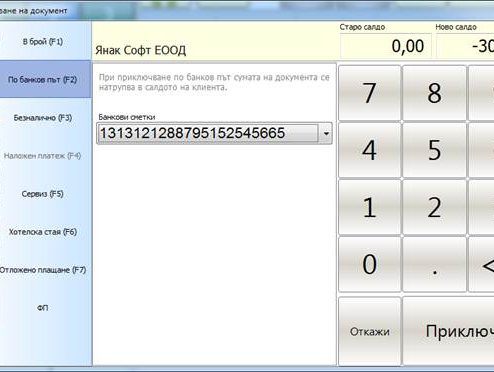 ване на документ
В брой (F1)
По банков път (F2)
Безналично (F3)
Наложен платеж (F4)
Сервиз (F5)
Хотелска стая (F6)
Отложено плащане (F7)
ФП
Янак Софт ЕООД
При приключване по банков път сумата на документа се
натрупва в салдото на клиента.
Банкови сметки
1313121288795152545665
Старо салдо
Ново салдо
0,00
-30
7
8
4
5
1
2
0
.
<
Откажи
Приключ